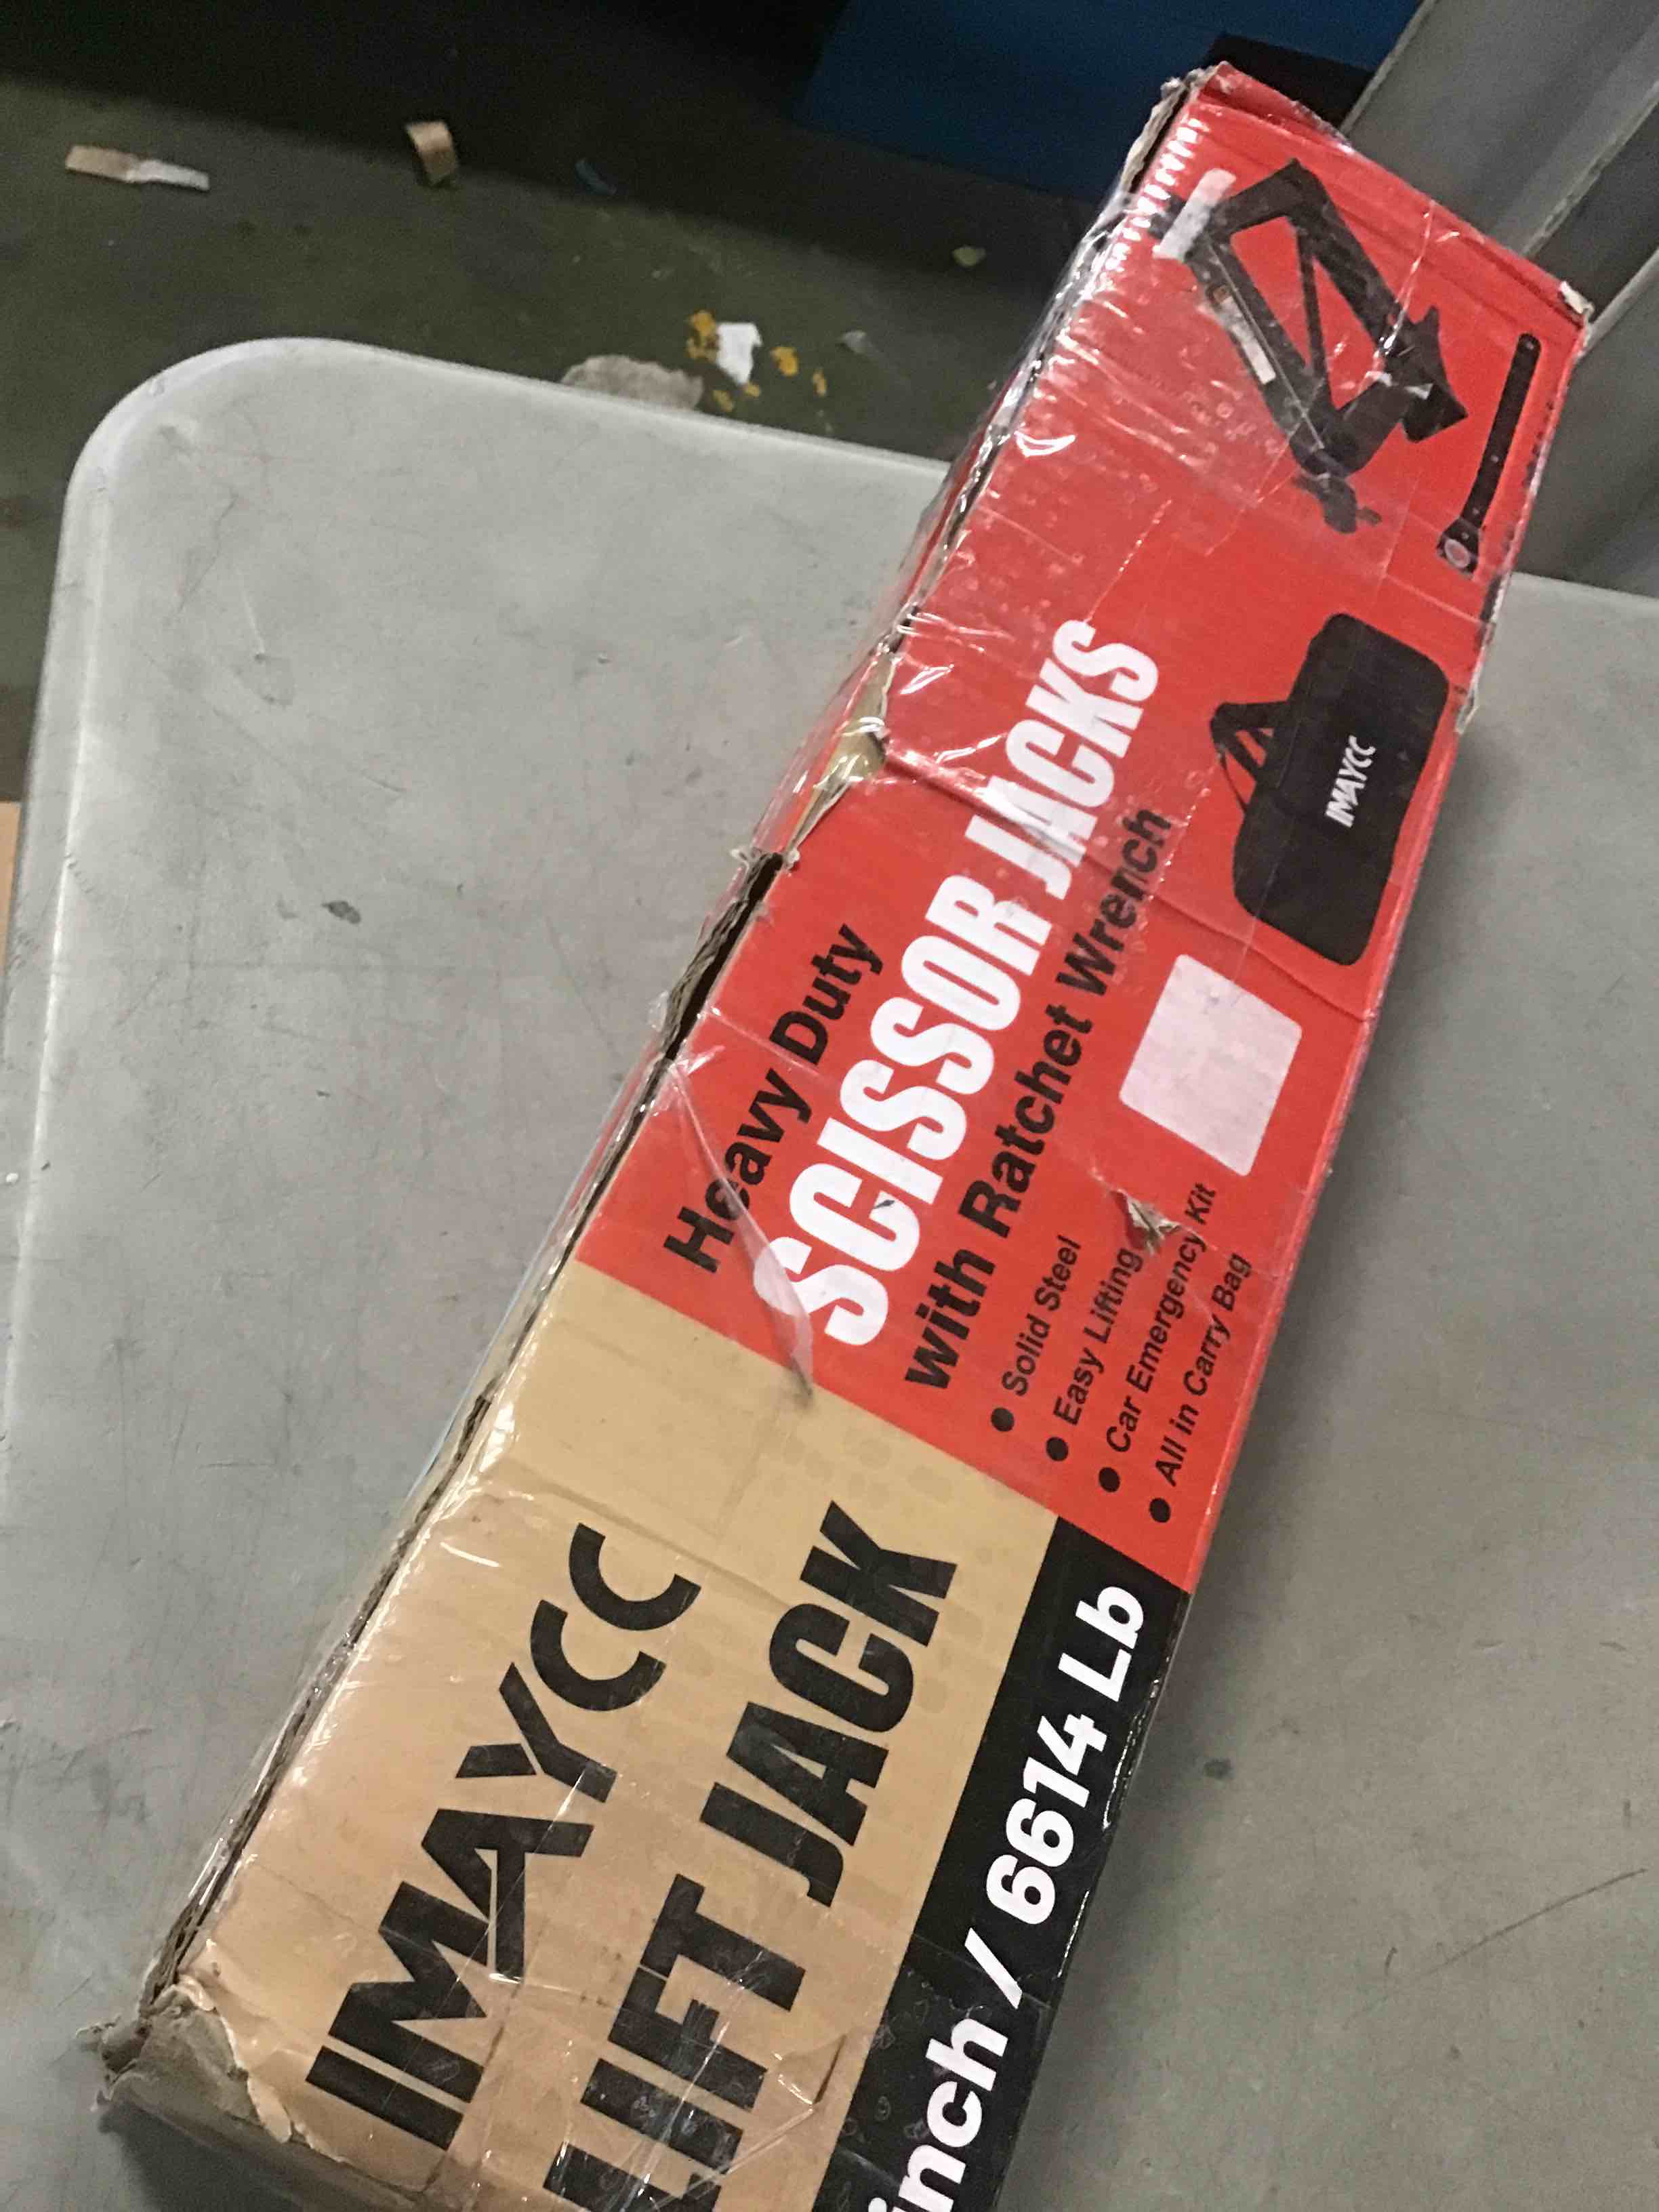 IMAYCC
LIFT JACK
inch / 6614 Lb
Heavy Duty
SCISSOR JACKS
with Ratchet Wrench
● Solid Steel
● Easy Lifting
● Car Emergency Kit
● All in Carry Bag
IMAYCC